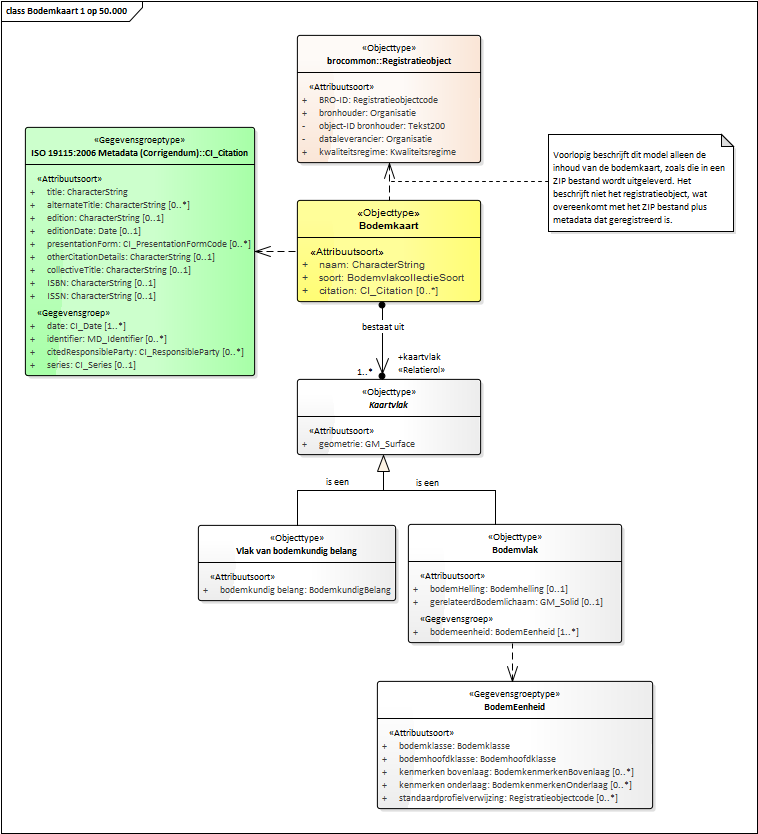 class Bodemkaart 1 op 50.000
«Objecttype»
brocommon::Registratieobject
«Attribuutsoort»
+ BRO-ID: Registratieobjectcode
+ bronhouder: Organisatie
- object-ID bronhouder: Tekst200
- dataleverancier: Organisatie
+ kwaliteitsregime: Kwaliteitsregime
«Gegevensgroeptype»
ISO 19115:2006 Metadata (Corrigendum)::CI_Citation
«Attribuutsoort»
+ title: CharacterString
+ alternateTitle: CharacterString [0..*]
+ edition: CharacterString [0..1]
+ editionDate: Date [0..1]
+ presentationForm: CI_PresentationFormCode [0..*]
+ otherCitationDetails: CharacterString [0..1]
+ collectiveTitle: CharacterString [0..1]
+ ISBN: CharacterString [0..1]
+ ISSN: CharacterString [0..1]
«Gegevensgroep»
+ date: CI_Date [1..*]
+ identifier: MD_Identifier [0..*]
+ citedResponsibleParty: CI_ResponsibleParty [0..*]
+ series: CI_Series [0..1]
Voorlopig beschrijft dit model alleen de
inhoud van de bodemkaart, zoals die in een
ZIP bestand wordt uitgeleverd. Het
beschrijft niet het registratieobject, wat
overeenkomt met het ZIP bestand plus
metadata dat geregistreerd is.
«Objecttype»
Bodemkaart
«Attribuutsoort»
+ naam: CharacterString
+ soort: BodemvlakcollectieSoort
+ citation: CI_Citation [0..*]
bestaat uit
+kaartvlak
1..* «Relatierol»
«Objecttype»
Kaartvlak
«Attribuutsoort»
+ geometrie: GM_Surface
is een is een
«Objecttype»
Vlak van bodemkundig belang
«Attribuutsoort»
+ bodemkundig belang: BodemkundigBelang
«Objecttype»
Bodemvlak
«Attribuutsoort»
+ bodemHelling: Bodemhelling [0..1]
+ gerelateerdBodemlichaam: GM_Solid [0..1]
«Gegevensgroep»
+ bodemeenheid: BodemEenheid [1..*]
«Gegevensgroeptype»
BodemEenheid
«Attribuutsoort»
+ bodemklasse: Bodemklasse
+ bodemhoofdklasse: Bodemhoofdklasse
+ kenmerken bovenlaag: BodemkenmerkenBovenlaag [0..*]
+ kenmerken onderlaag: BodemkenmerkenOnderlaag [0..*]
+ standaardprofielverwijzing: Registratieobjectcode [0..*]